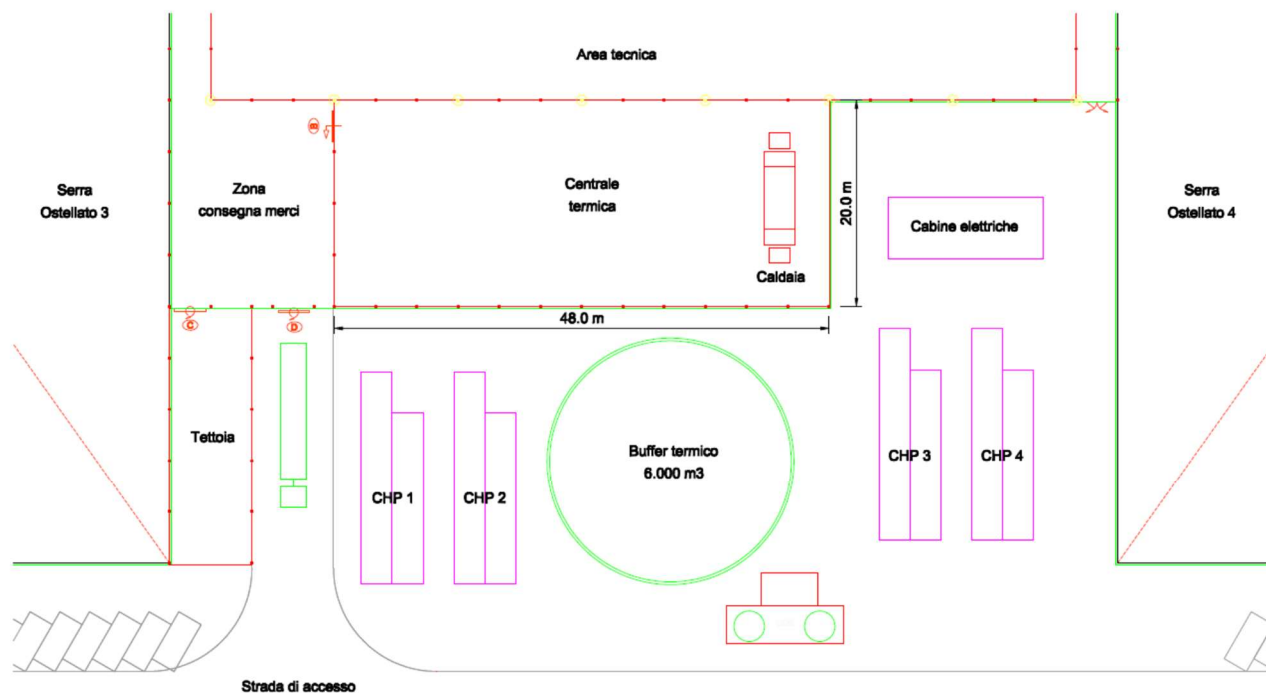 Area tecnica
B
Serra
Ostellato 3
Zona
consegna merci
Centrale
termica
20.0 m
Serra
Ostellato 4
Cabine elettriche
Caldaia
C
D
48.0 m
Tettoia
Buffer termico
6.000 m3
CHP 1
CHP 2
CHP 3
CHP 4
Strada di accesso